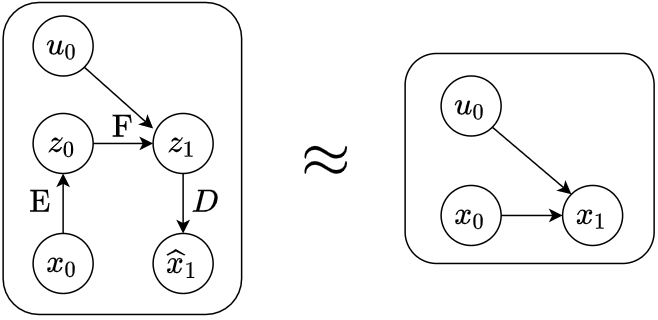 u₀
F
z₀ z₁
E D
x₀ x̂₁
≈
u₀
x₀ x₁